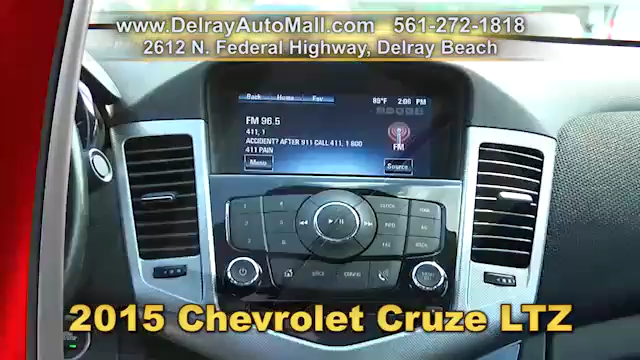 www.DelrayAutoMall.com 561-272-1818
2612 N. Federal Highway, Delray Beach
Back Home Fav 83°F 2:00 PM
FM 96.5
411, 1
ACCIDENT? AFTER 911 CALL 411, 1 800
411 PAIN
FM
Menu Source
2015 Chevrolet Cruze LTZ